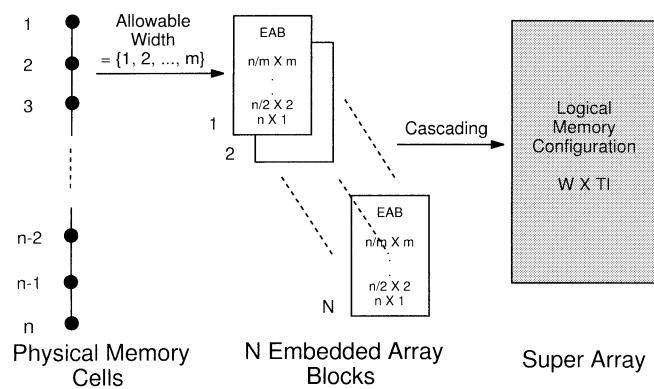 1
2
3
n-2
n-1
n
Physical Memory
Cells
Allowable
Width
= {1, 2, ..., m}
EAB
n/m X m
.
.
n/2 X 2
n X 1
1
2
EAB
n/m X m
.
.
n/2 X 2
n X 1
N
N Embedded Array
Blocks
Cascading
Logical
Memory
Configuration
W X TI
Super Array